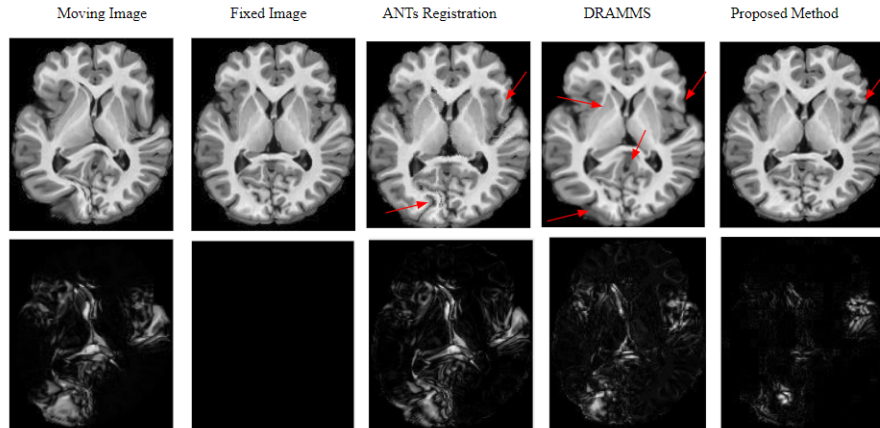 Moving Image
Fixed Image
ANTs Registration
DRAMMS
Proposed Method